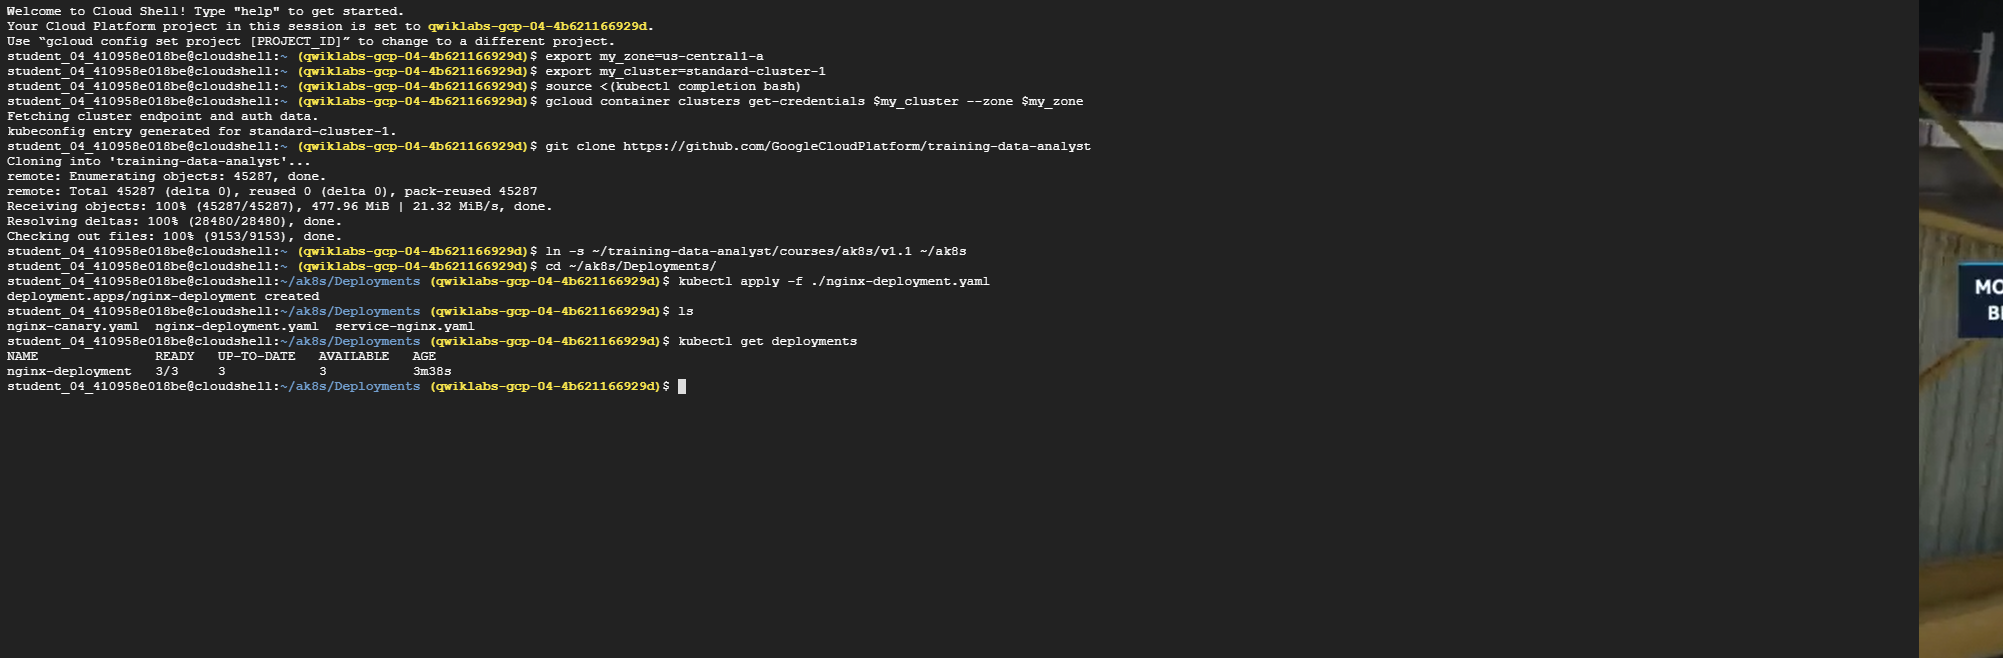 Welcome to Cloud Shell! Type "help" to get started.
Your Cloud Platform project in this session is set to qwiklabs-gcp-04-4b621166929d.
Use “gcloud config set project [PROJECT_ID]” to change to a different project.
student_04_410958e018be@cloudshell:~ (qwiklabs-gcp-04-4b621166929d)$ export my_zone=us-central1-a
student_04_410958e018be@cloudshell:~ (qwiklabs-gcp-04-4b621166929d)$ export my_cluster=standard-cluster-1
student_04_410958e018be@cloudshell:~ (qwiklabs-gcp-04-4b621166929d)$ source <(kubectl completion bash)
student_04_410958e018be@cloudshell:~ (qwiklabs-gcp-04-4b621166929d)$ gcloud container clusters get-credentials $my_cluster --zone $my_zone
Fetching cluster endpoint and auth data.
kubeconfig entry generated for standard-cluster-1.
student_04_410958e018be@cloudshell:~ (qwiklabs-gcp-04-4b621166929d)$ git clone https://github.com/GoogleCloudPlatform/training-data-analyst
Cloning into 'training-data-analyst'...
remote: Enumerating objects: 45287, done.
remote: Total 45287 (delta 0), reused 0 (delta 0), pack-reused 45287
Receiving objects: 100% (45287/45287), 477.96 MiB | 21.32 MiB/s, done.
Resolving deltas: 100% (28480/28480), done.
Checking out files: 100% (9153/9153), done.
student_04_410958e018be@cloudshell:~ (qwiklabs-gcp-04-4b621166929d)$ ln -s ~/training-data-analyst/courses/ak8s/v1.1 ~/ak8s
student_04_410958e018be@cloudshell:~ (qwiklabs-gcp-04-4b621166929d)$ cd ~/ak8s/Deployments/
student_04_410958e018be@cloudshell:~/ak8s/Deployments (qwiklabs-gcp-04-4b621166929d)$ kubectl apply -f ./nginx-deployment.yaml
deployment.apps/nginx-deployment created
student_04_410958e018be@cloudshell:~/ak8s/Deployments (qwiklabs-gcp-04-4b621166929d)$ ls
nginx-canary.yaml  nginx-deployment.yaml  service-nginx.yaml
student_04_410958e018be@cloudshell:~/ak8s/Deployments (qwiklabs-gcp-04-4b621166929d)$ kubectl get deployments
NAME               READY   UP-TO-DATE   AVAILABLE   AGE
nginx-deployment   3/3     3            3           3m38s
student_04_410958e018be@cloudshell:~/ak8s/Deployments (qwiklabs-gcp-04-4b621166929d)$
MO
B